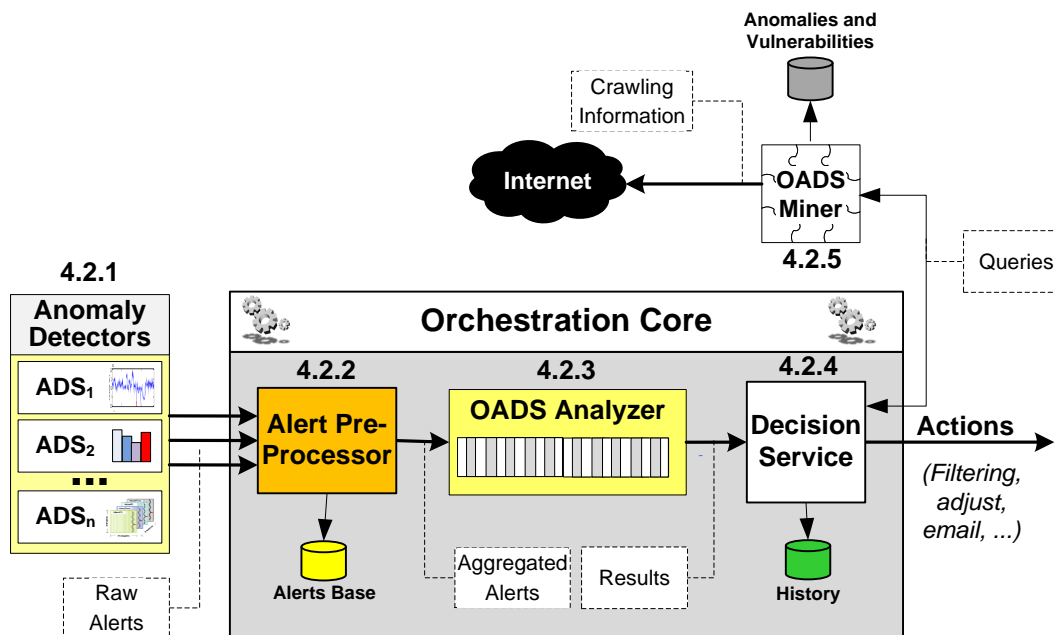 Anomalies and
Vulnerabilities
Crawling
Information
Internet
OADS
Miner
4.2.5
Queries
4.2.1
Anomaly
Detectors
ADS1
ADS2
...
ADSn
Raw
Alerts
Orchestration Core
4.2.2
Alert Pre-
Processor
Alerts Base
4.2.3
OADS Analyzer
Aggregated
Alerts
Results
4.2.4
Decision
Service
History
Actions
(Filtering,
adjust,
email, ...)